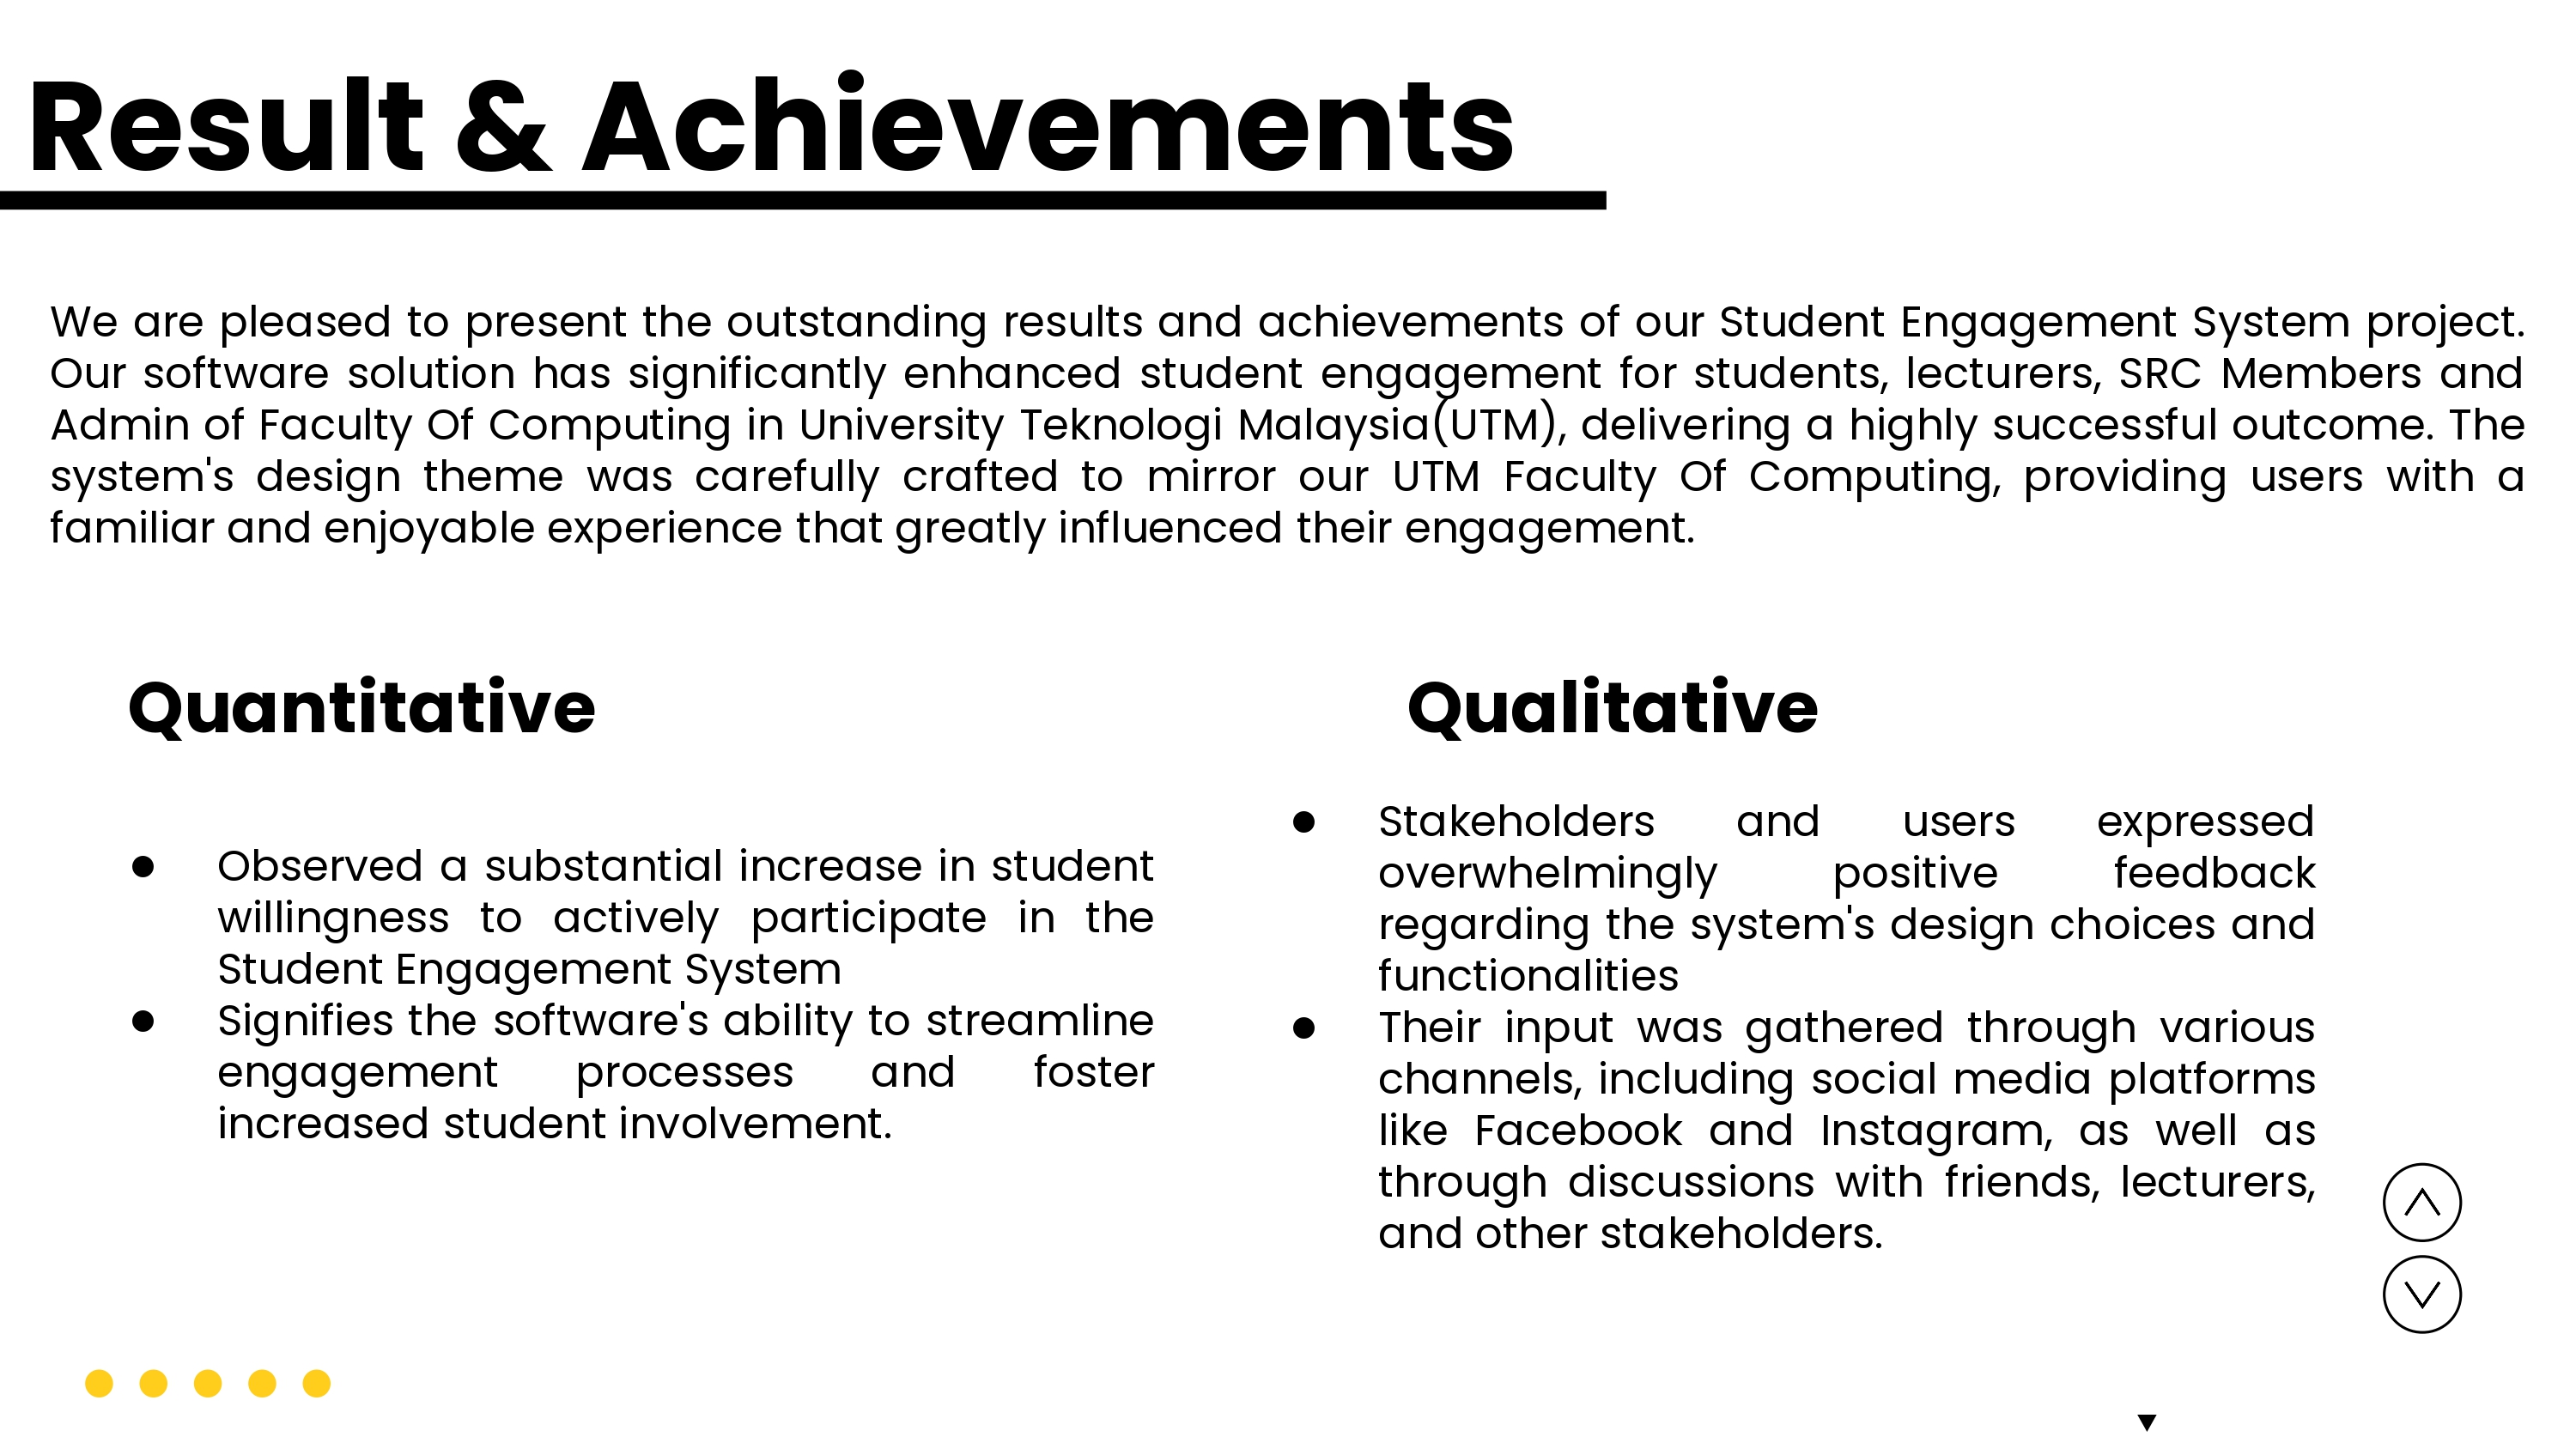 Result & Achievements
We are pleased to present the outstanding results and achievements of our Student Engagement System project.
Our software solution has significantly enhanced student engagement for students, lecturers, SRC Members and
Admin of Faculty Of Computing in University Teknologi Malaysia(UTM), delivering a highly successful outcome. The
system's design theme was carefully crafted to mirror our UTM Faculty Of Computing, providing users with a
familiar and enjoyable experience that greatly influenced their engagement.
Quantitative
● Observed a substantial increase in student
willingness to actively participate in the
Student Engagement System
● Signifies the software's ability to streamline
engagement processes and foster
increased student involvement.
Qualitative
● Stakeholders and users expressed
overwhelmingly positive feedback
regarding the system's design choices and
functionalities
● Their input was gathered through various
channels, including social media platforms
like Facebook and Instagram, as well as
through discussions with friends, lecturers,
and other stakeholders.